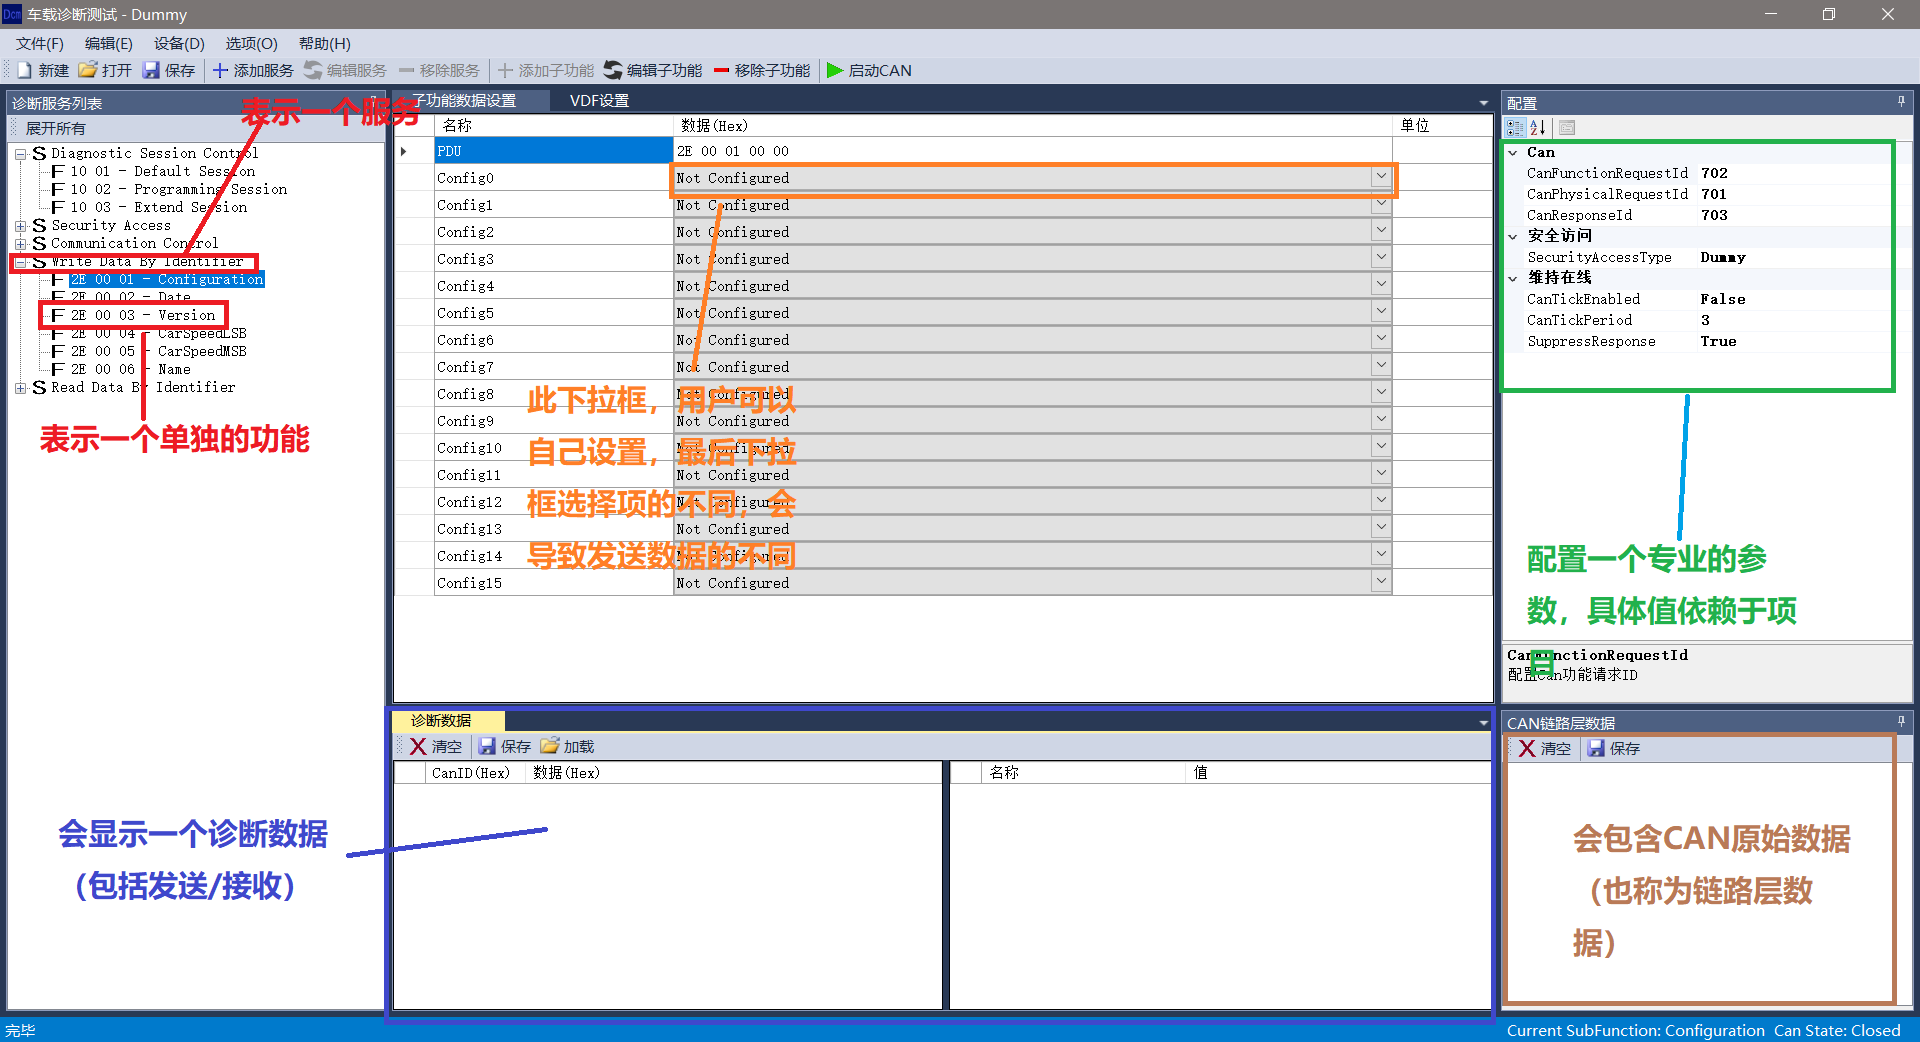 车载诊断测试 - Dummy
文件(F) 编辑(E) 设备(D) 选项(O) 帮助(H)
新建 打开 保存 添加服务 编辑服务 移除服务 添加子功能 编辑子功能 移除子功能 启动CAN
诊断服务列表
表示一个服务
展开所有
S Diagnostic Session Control
F 10 01 - Default Session
F 10 02 - Programming Session
F 10 03 - Extend Session
S Security Access
S Communication Control
S Write Data By Identifier
F 2E 00 01 - Configuration
F 2E 00 02 - Date
F 2E 00 03 - Version
F 2E 00 04 - CarSpeedLSB
F 2E 00 05 - CarSpeedMSB
F 2E 00 06 - Name
S Read Data By Identifier
表示一个单独的功能
子功能数据设置 VDF设置
名称 数据(Hex) 单位
PDU 2E 00 01 00 00
Config0 Not Configured
Config1 Not Configured
Config2 Not Configured
Config3 Not Configured
Config4 Not Configured
Config5 Not Configured
Config6 Not Configured
Config7 Not Configured
Config8 Not Configured
Config9 Not Configured
Config10 Not Configured
Config11 Not Configured
Config12 Not Configured
Config13 Not Configured
Config14 Not Configured
Config15 Not Configured
此下拉框，用户可以
自己设置，最后下拉
框选择项的不同，会
导致发送数据的不同
配置
Can
CanFunctionRequestId 702
CanPhysicalRequestId 701
CanResponseId 703
安全访问
SecurityAccessType Dummy
维持在线
CanTickEnabled False
CanTickPeriod 3
SuppressResponse True
配置一个专业的参
数，具体值依赖于项
目
CanFunctionRequestId
配置Can功能请求ID
诊断数据
清空 保存 加载
CanID(Hex) 数据(Hex) 名称 值
会显示一个诊断数据
（包括发送/接收）
CAN链路层数据
清空 保存
会包含CAN原始数据
（也称为链路层数
据）
完毕 Current SubFunction: Configuration Can State: Closed